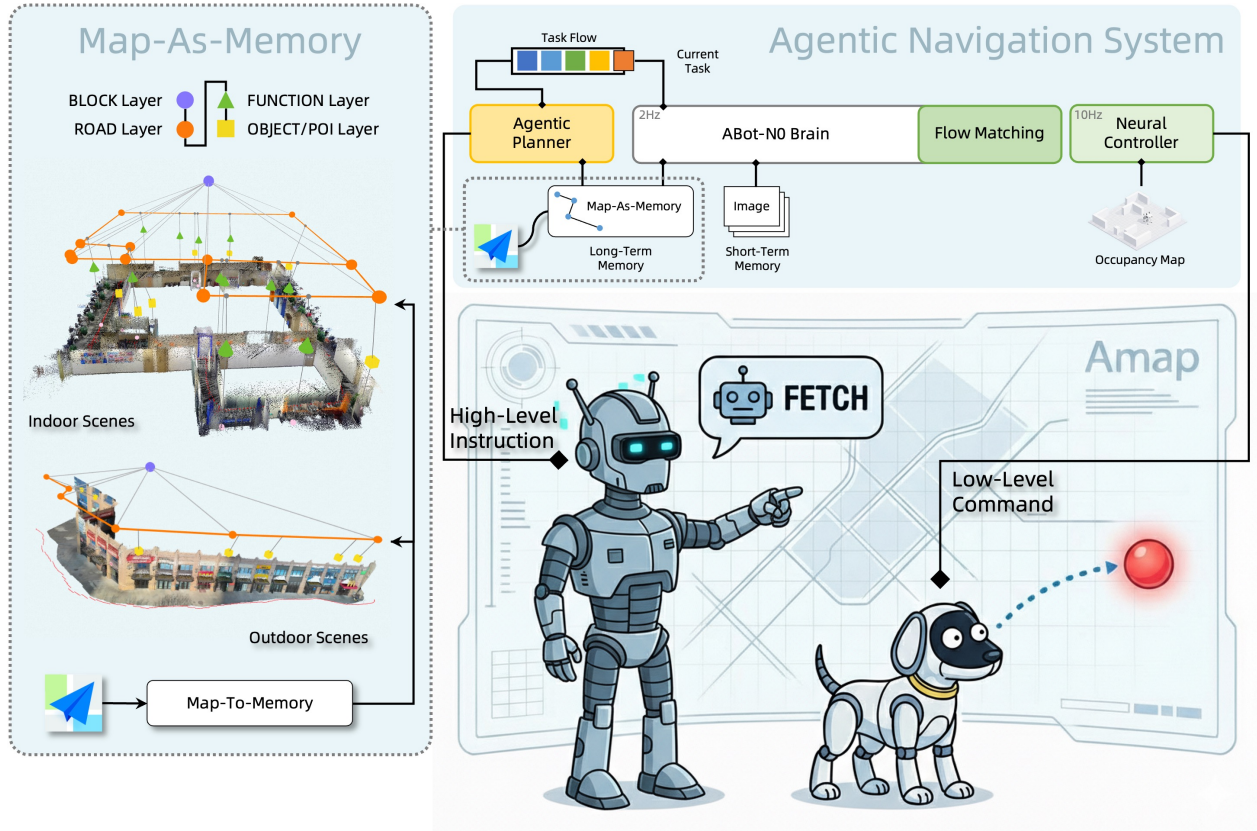 Map-As-Memory
BLOCK Layer
FUNCTION Layer
ROAD Layer
OBJECT/POI Layer
Indoor Scenes
Outdoor Scenes
Map-To-Memory
Agentic Navigation System
Task Flow
Current
Task
Agentic
Planner
2Hz
ABot-N0 Brain
Flow Matching
10Hz
Neural
Controller
Map-As-Memory
Long-Term
Memory
Image
Short-Term
Memory
Occupancy Map
Amap
FETCH
High-Level
Instruction
Low-Level
Command